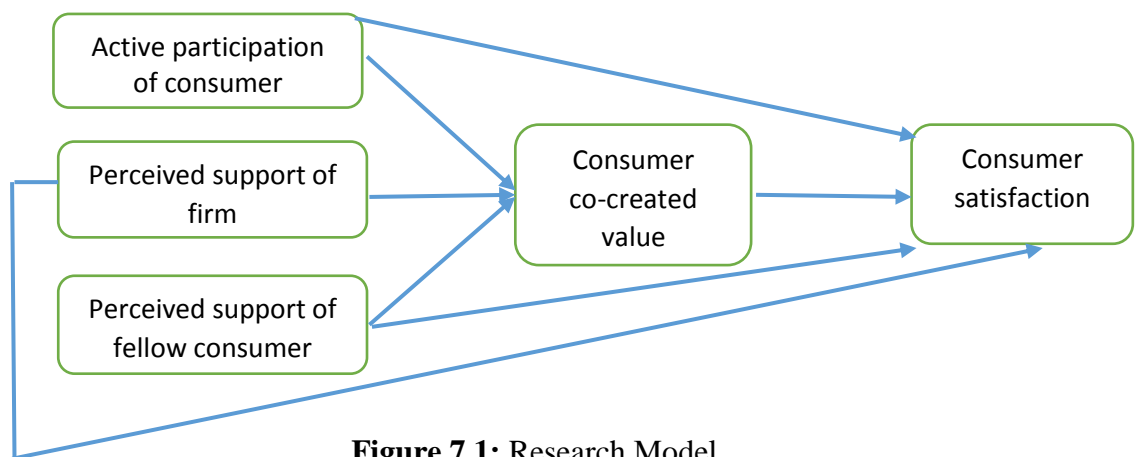 Active participation
of consumer
Perceived support of
firm
Perceived support of
fellow consumer
Consumer
co-created
value
Consumer
satisfaction
Figure 7.1: Research Model